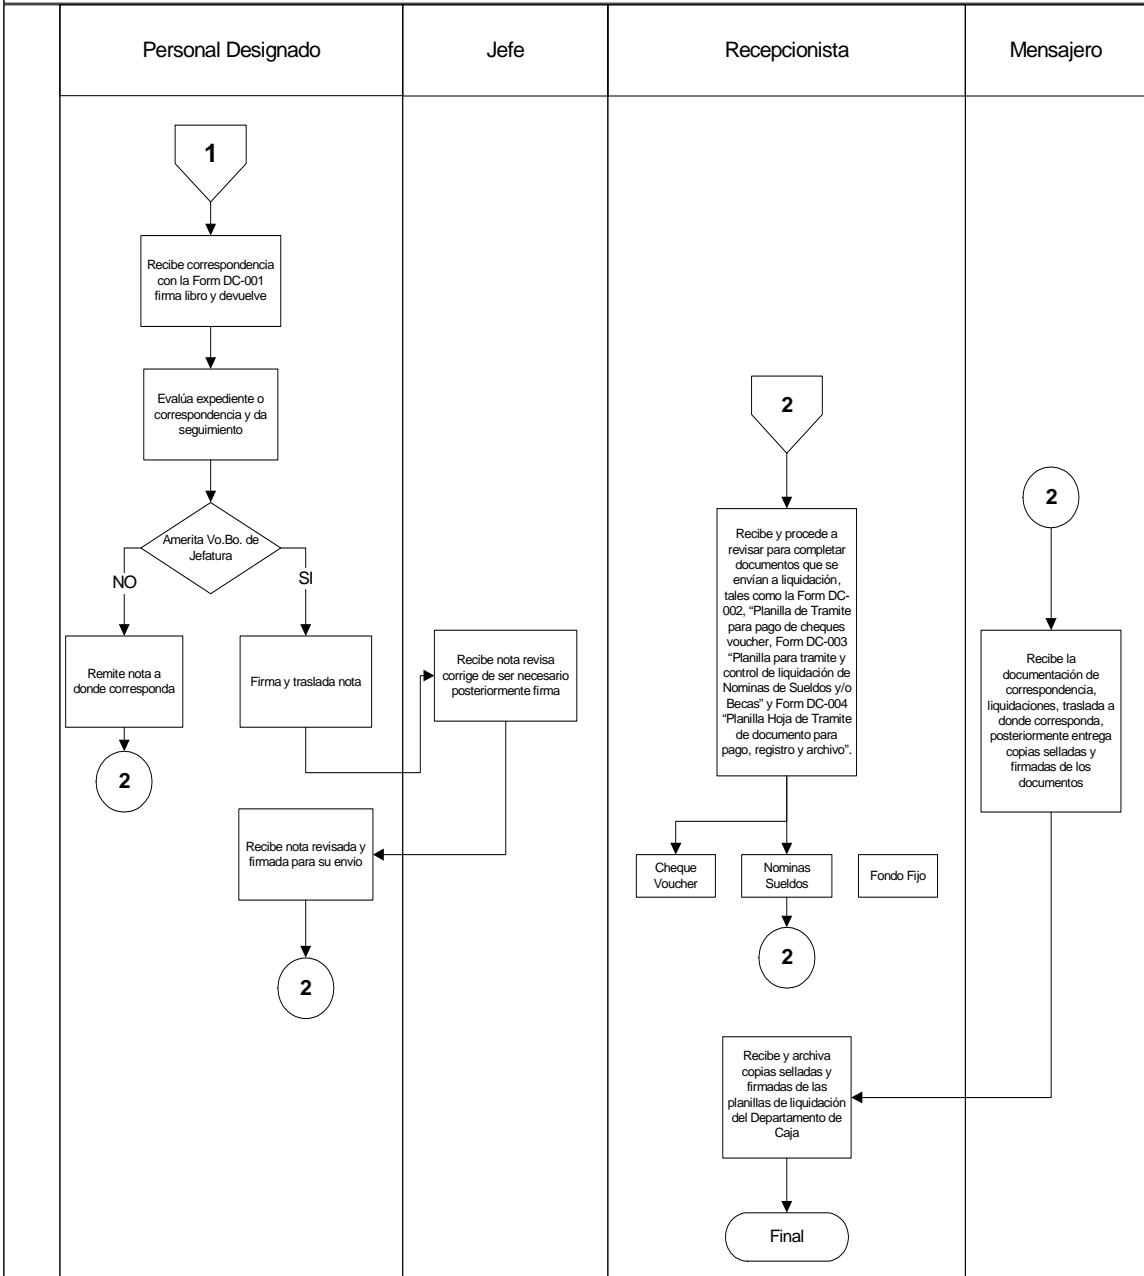 Personal Designado
Jefe
Recepcionista
Mensajero
1
Recibe correspondencia
con la Form DC-001
firma libro y devuelve
Evalúa expediente o
correspondencia y da
seguimiento
Amerita Vo.Bo. de
Jefatura
NO
SI
Remite nota a
donde corresponda
2
Firma y traslada nota
Recibe nota revisa
corrige de ser necesario
posteriormente firma
Recibe nota revisada y
firmada para su envio
2
2
Recibe y procede a
revisar para completar
documentos que se
envían a liquidación,
tales como la Form DC-
002, “Planilla de Tramite
para pago de cheques
voucher, Form DC-003
“Planilla para tramite y
control de liquidación de
Nominas de Sueldos y/o
Becas” y Form DC-004
“Planilla Hoja de Tramite
de documento para
pago, registro y archivo”.
Cheque
Voucher
Nominas
Sueldos
Fondo Fijo
2
2
Recibe la
documentación de
correspondencia,
liquidaciones, traslada a
donde corresponda,
posteriormente entrega
copias selladas y
firmadas de los
documentos
Recibe y archiva
copias selladas y
firmadas de las
planillas de liquidación
del Departamento de
Caja
Final